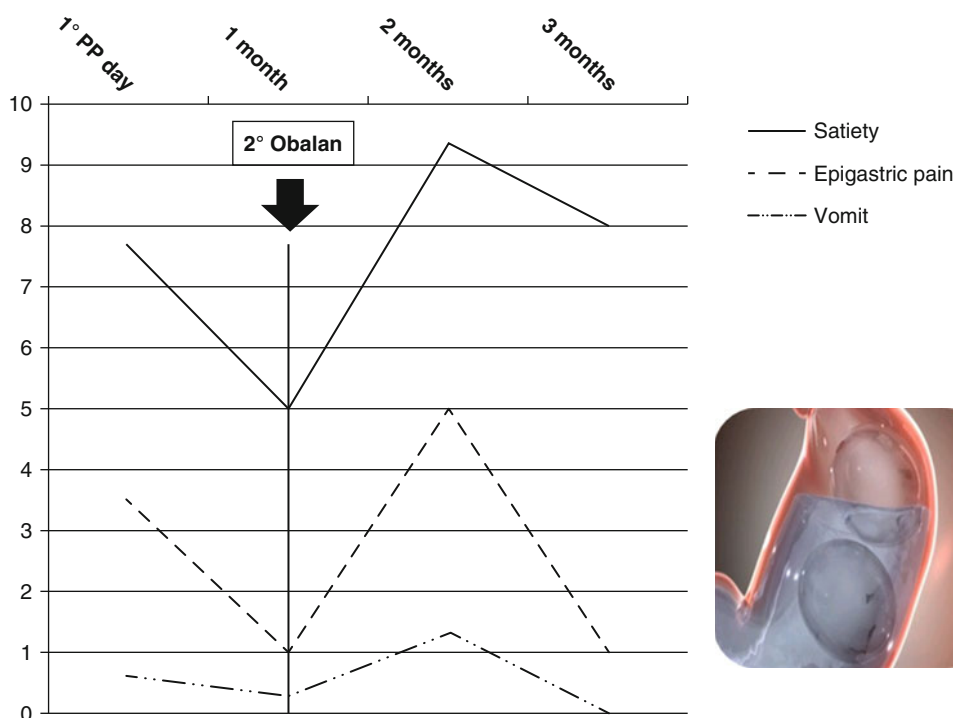 1° PP day
1 month
2 months
3 months
10
9
8
7
6
5
4
3
2
1
0
2° Obalan
Satiety
Epigastric pain
Vomit